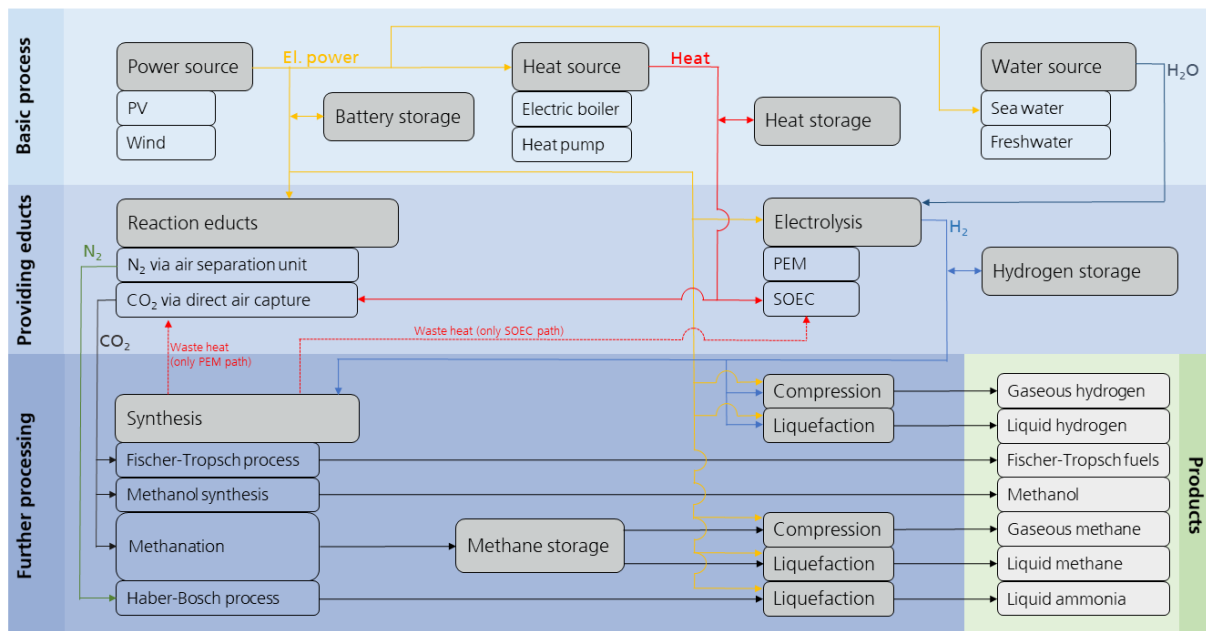 Basic process
Power source
El. power
Heat source
Heat
Water source
H₂O
PV
Wind
Battery storage
Electric boiler
Heat pump
Heat storage
Sea water
Freshwater
Providing educts
Reaction educts
Electrolysis
H₂
N₂
N₂ via air separation unit
PEM
Hydrogen storage
CO₂ via direct air capture
SOEC
CO₂
Waste heat
(only PEM path)
Waste heat (only SOEC path)
Further processing
Synthesis
Compression
Gaseous hydrogen
Liquefaction
Liquid hydrogen
Fischer-Tropsch process
Fischer-Tropsch fuels
Methanol synthesis
Methanol
Methanation
Methane storage
Compression
Gaseous methane
Liquefaction
Liquid methane
Haber-Bosch process
Liquefaction
Liquid ammonia
Products